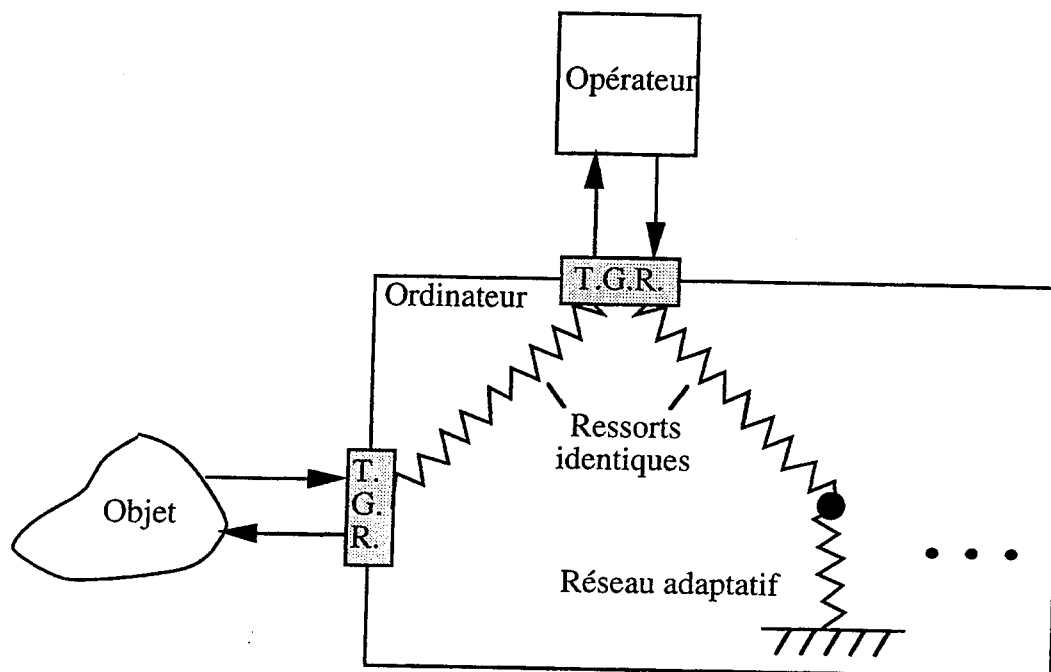 Opérateur
T.G.R.
Ordinateur
Ressorts
identiques
T.
G.
R.
Objet
Réseau adaptatif